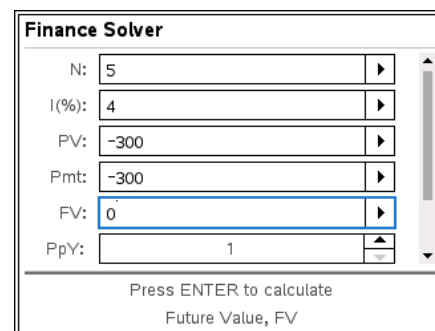 Finance Solver
N: 5
I(%): 4
PV: -300
Pmt: -300
FV: 0
PpY: 1
Press ENTER to calculate
Future Value, FV